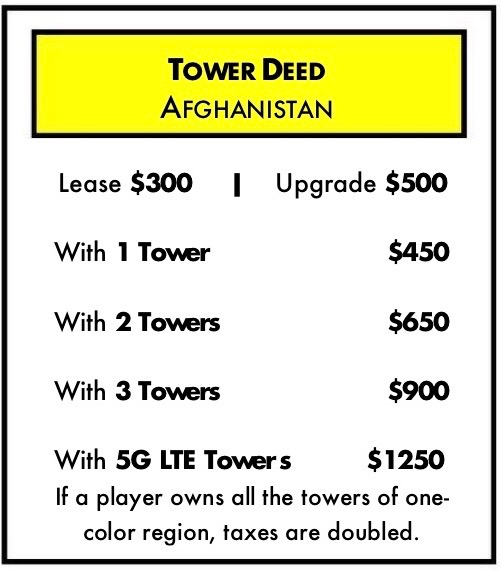 TOWER DEED
AFGHANISTAN
Lease $300 | Upgrade $500
With 1 Tower $450
With 2 Towers $650
With 3 Towers $900
With 5G LTE Towers $1250
If a player owns all the towers of one-
color region, taxes are doubled.